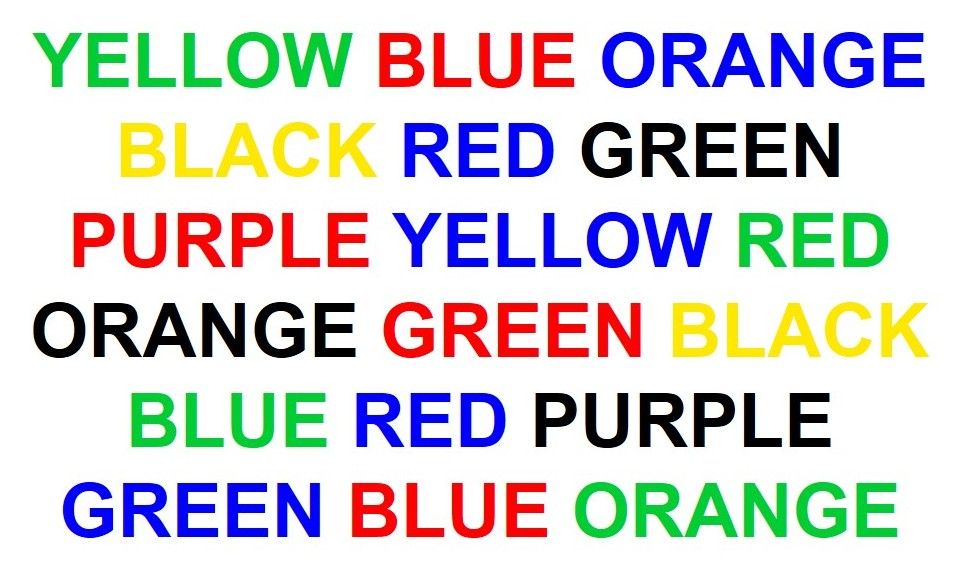 YELLOW BLUE ORANGE
BLACK RED GREEN
PURPLE YELLOW RED
ORANGE GREEN BLACK
BLUE RED PURPLE
GREEN BLUE ORANGE